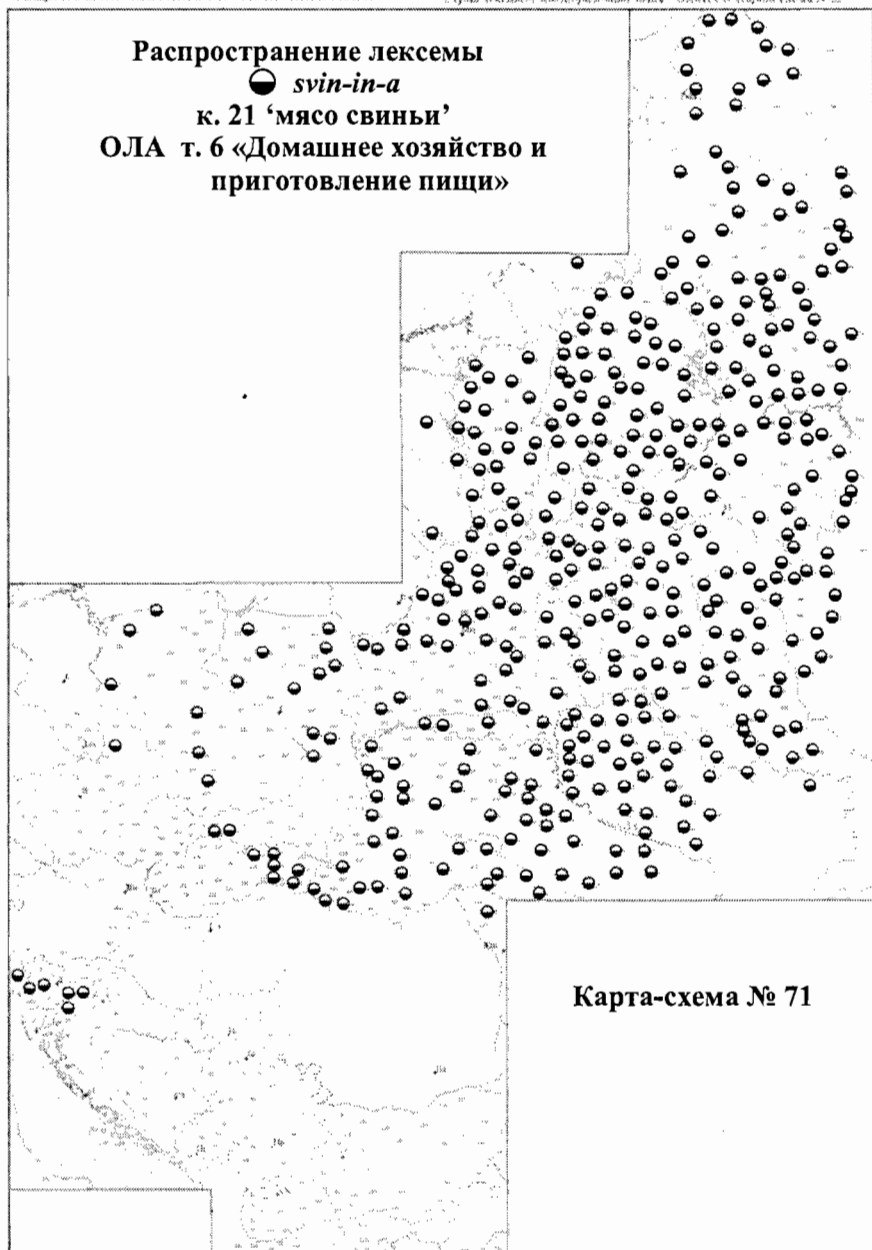 Распространение лексемы
svin-in-a
к. 21 ‘мясо свиньи’
ОЛА т. 6 «Домашнее хозяйство и
приготовление пищи»
Карта-схема № 71